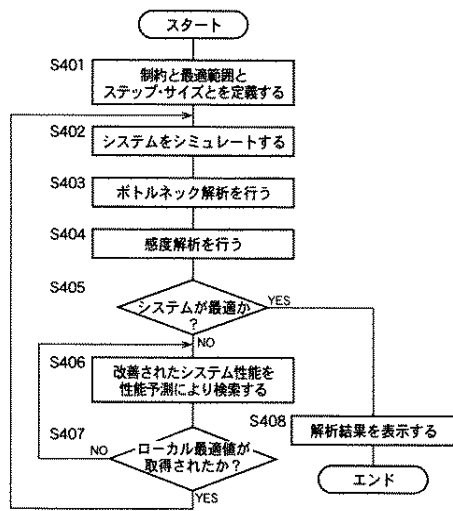 スタート
S401
制約と最適範囲と
ステップ・サイズとを定義する
S402
システムをシミュレートする
S403
ボトルネック解析を行う
S404
感度解析を行う
S405
システムが最適か
?
YES
NO
S406
改善されたシステム性能を
性能予測により検索する
S407
ローカル最適値が
取得されたか?
NO
YES
S408
解析結果を表示する
エンド